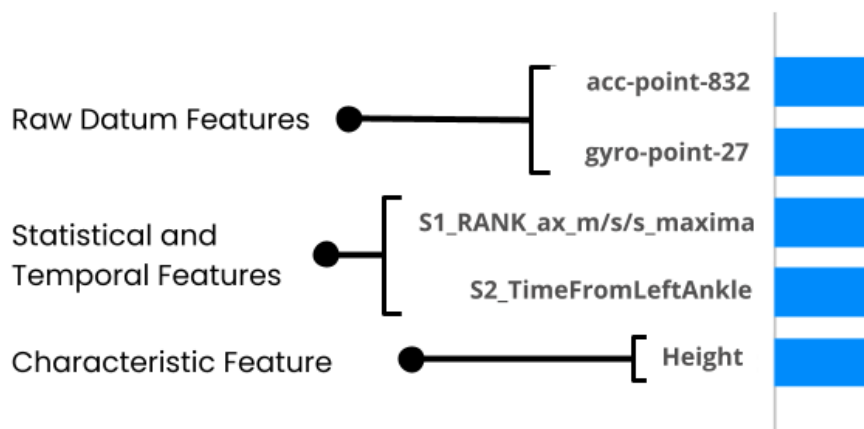 Raw Datum Features
acc-point-832
gyro-point-27
Statistical and
Temporal Features
S1_RANK_ax_m/s/s_maxima
S2_TimeFromLeftAnkle
Characteristic Feature
Height